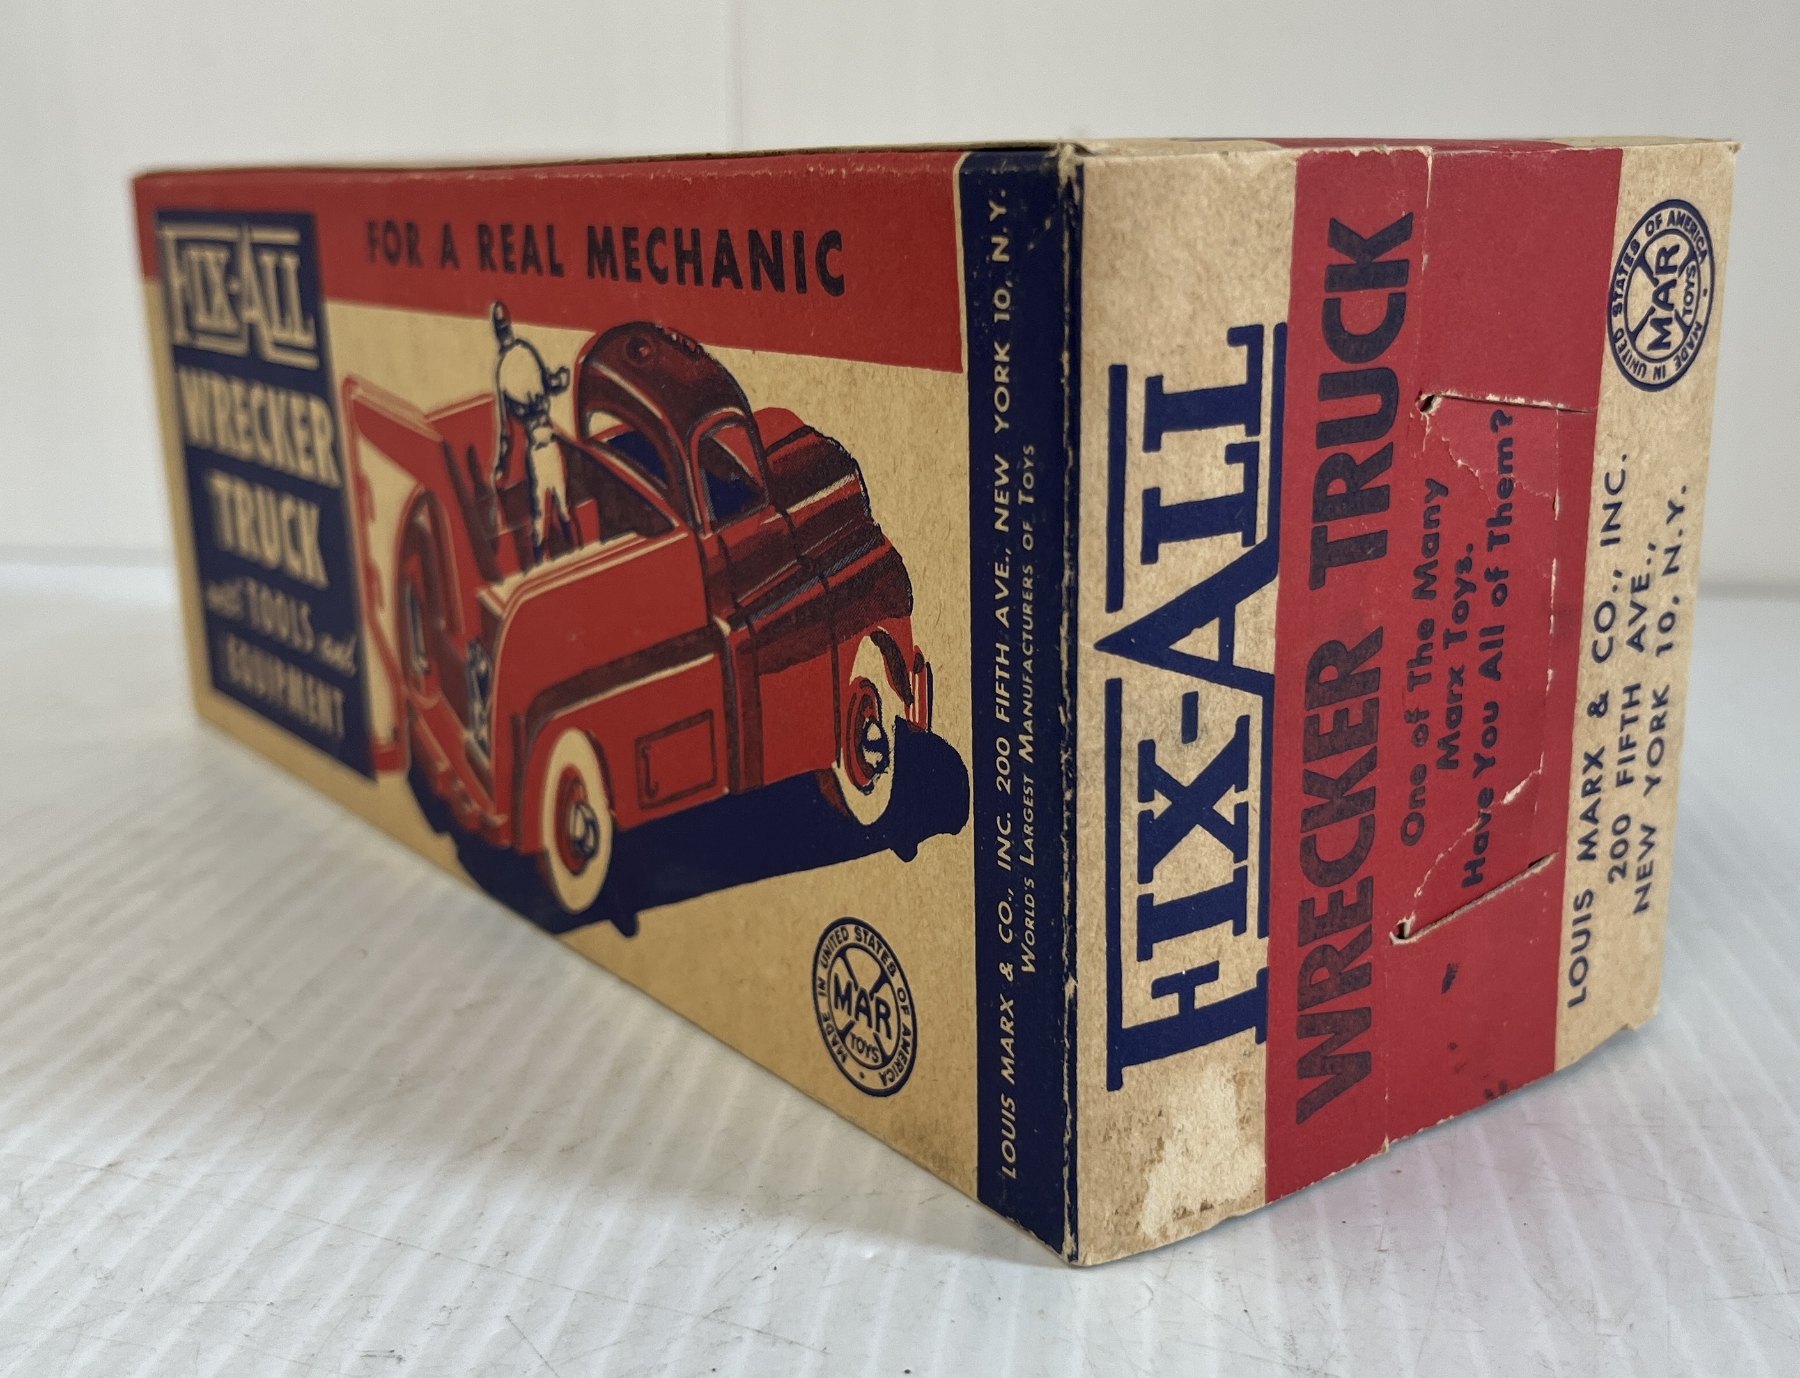 FIX-ALL
WRECKER
TRUCK
WITH TOOLS and
EQUIPMENT
FOR A REAL MECHANIC
MADE IN UNITED STATES OF AMERICA
MAR
TOYS
LOUIS MARX & CO., INC. 200 FIFTH AVE., NEW YORK 10, N.Y.
WORLD'S LARGEST MANUFACTURERS OF TOYS
FIX-ALL
WRECKER TRUCK
One of The Many
Marx Toys.
Have You All of Them?
MADE IN UNITED STATES OF AMERICA
MAR
TOYS
LOUIS MARX & CO., INC.
200 FIFTH AVE.,
NEW YORK 10, N.Y.